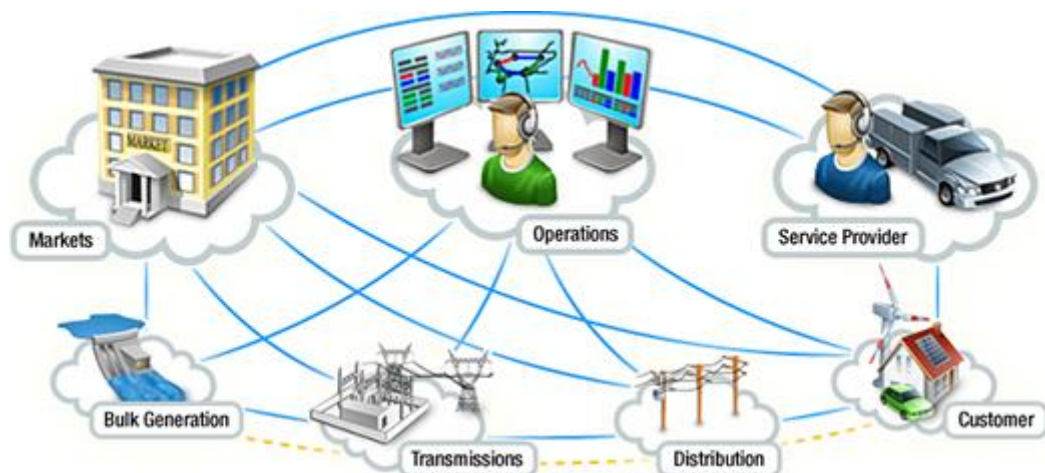 MARKET
Markets
Operations
Service Provider
Bulk Generation
Transmissions
Distribution
Customer